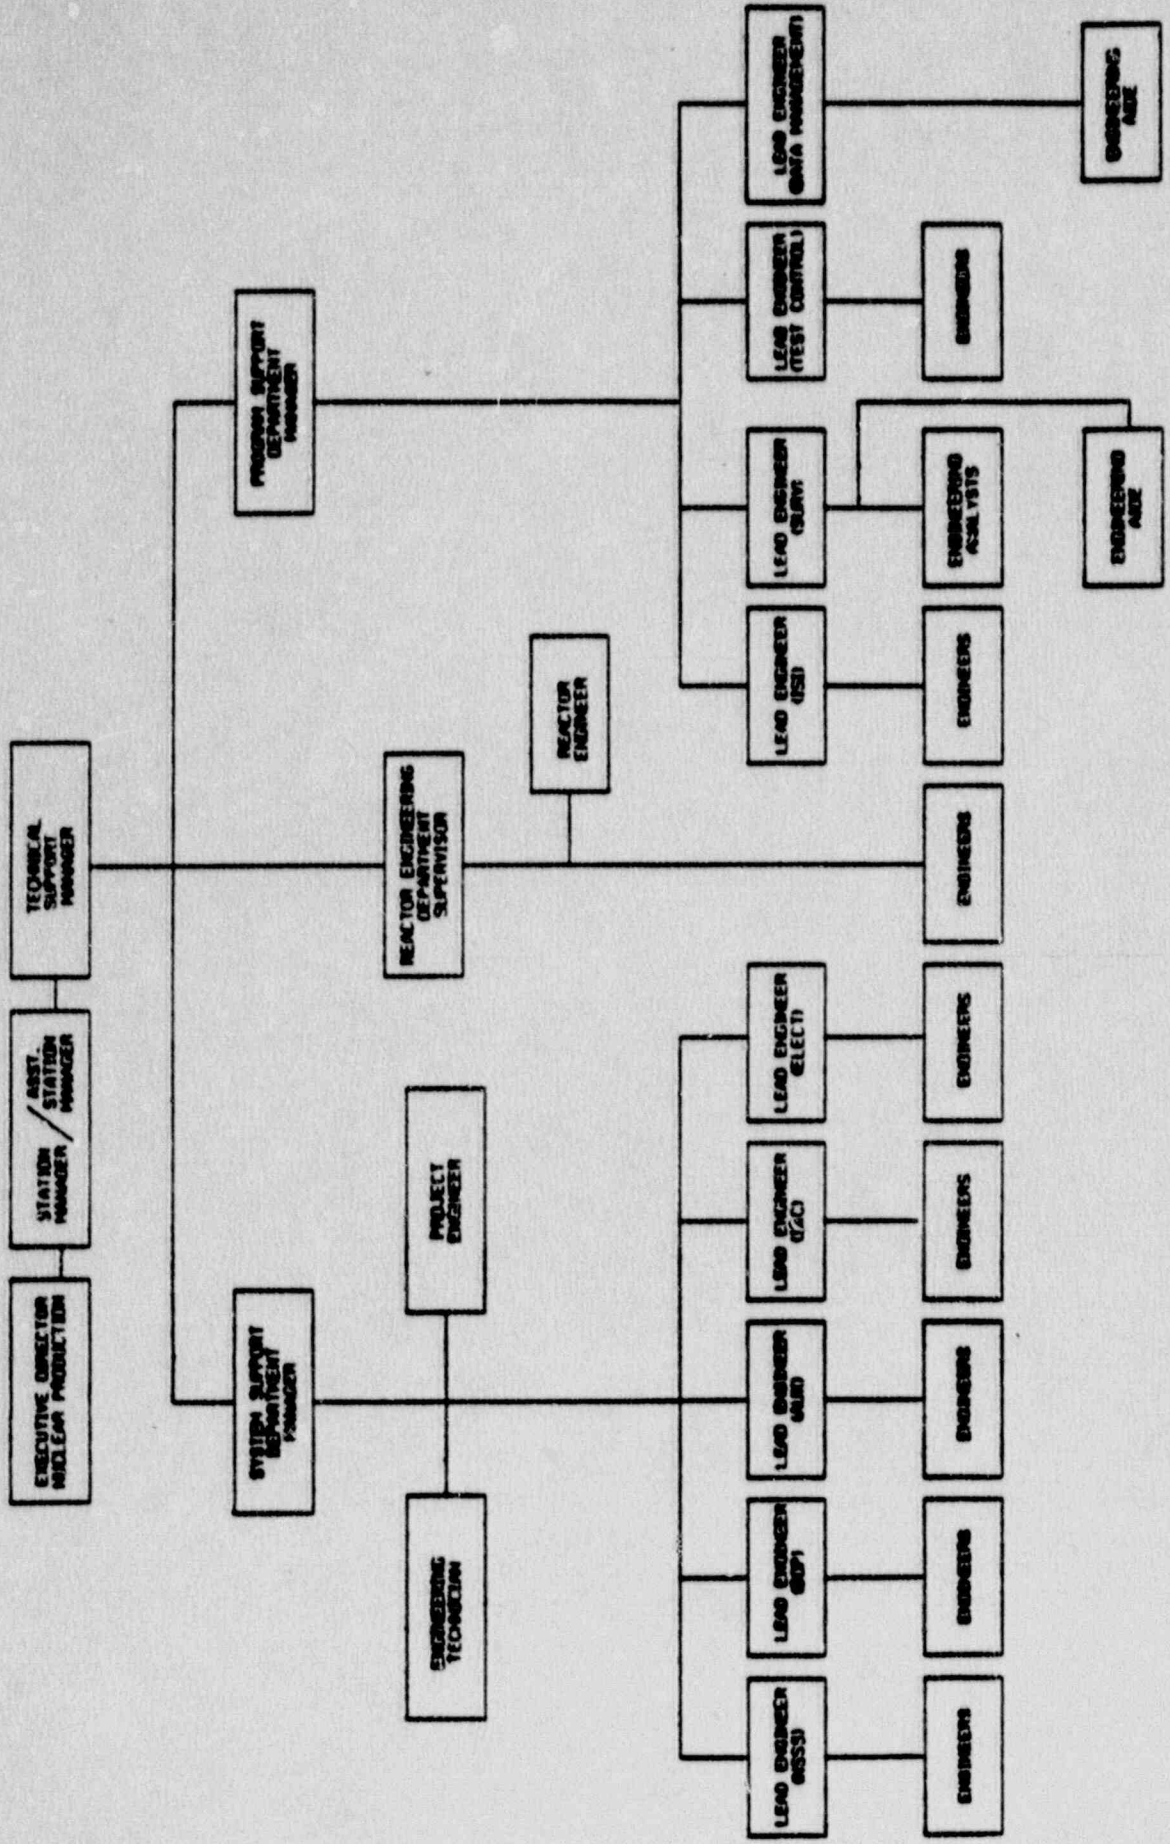 EXECUTIVE DIRECTOR
NUCLEAR PRODUCTION
STATION
MANAGER
/
ASST.
STATION
MANAGER
TECHNICAL
SUPPORT
MANAGER
SYSTEM SUPPORT
DEPARTMENT
MANAGER
PROGRAM SUPPORT
DEPARTMENT
MANAGER
REACTOR ENGINEERING
DEPARTMENT
SUPERVISOR
ENGINEERING
TECHNICIAN
PROJECT
ENGINEER
REACTOR
ENGINEER
LEAD ENGINEER
(NSSS)
LEAD ENGINEER
(BOP)
LEAD ENGINEER
(AUX)
LEAD ENGINEER
(I&C)
LEAD ENGINEER
(ELECT)
LEAD ENGINEER
(ISI)
LEAD ENGINEER
(SURV)
LEAD ENGINEER
(TEST CONTROL)
LEAD ENGINEER
(DATA MANAGEMENT)
ENGINEERS
ENGINEERS
ENGINEERS
ENGINEERS
ENGINEERS
ENGINEERS
ENGINEERS
ENGINEERING
ANALYSTS
ENGINEERS
ENGINEERING
AIDE
ENGINEERING
AIDE